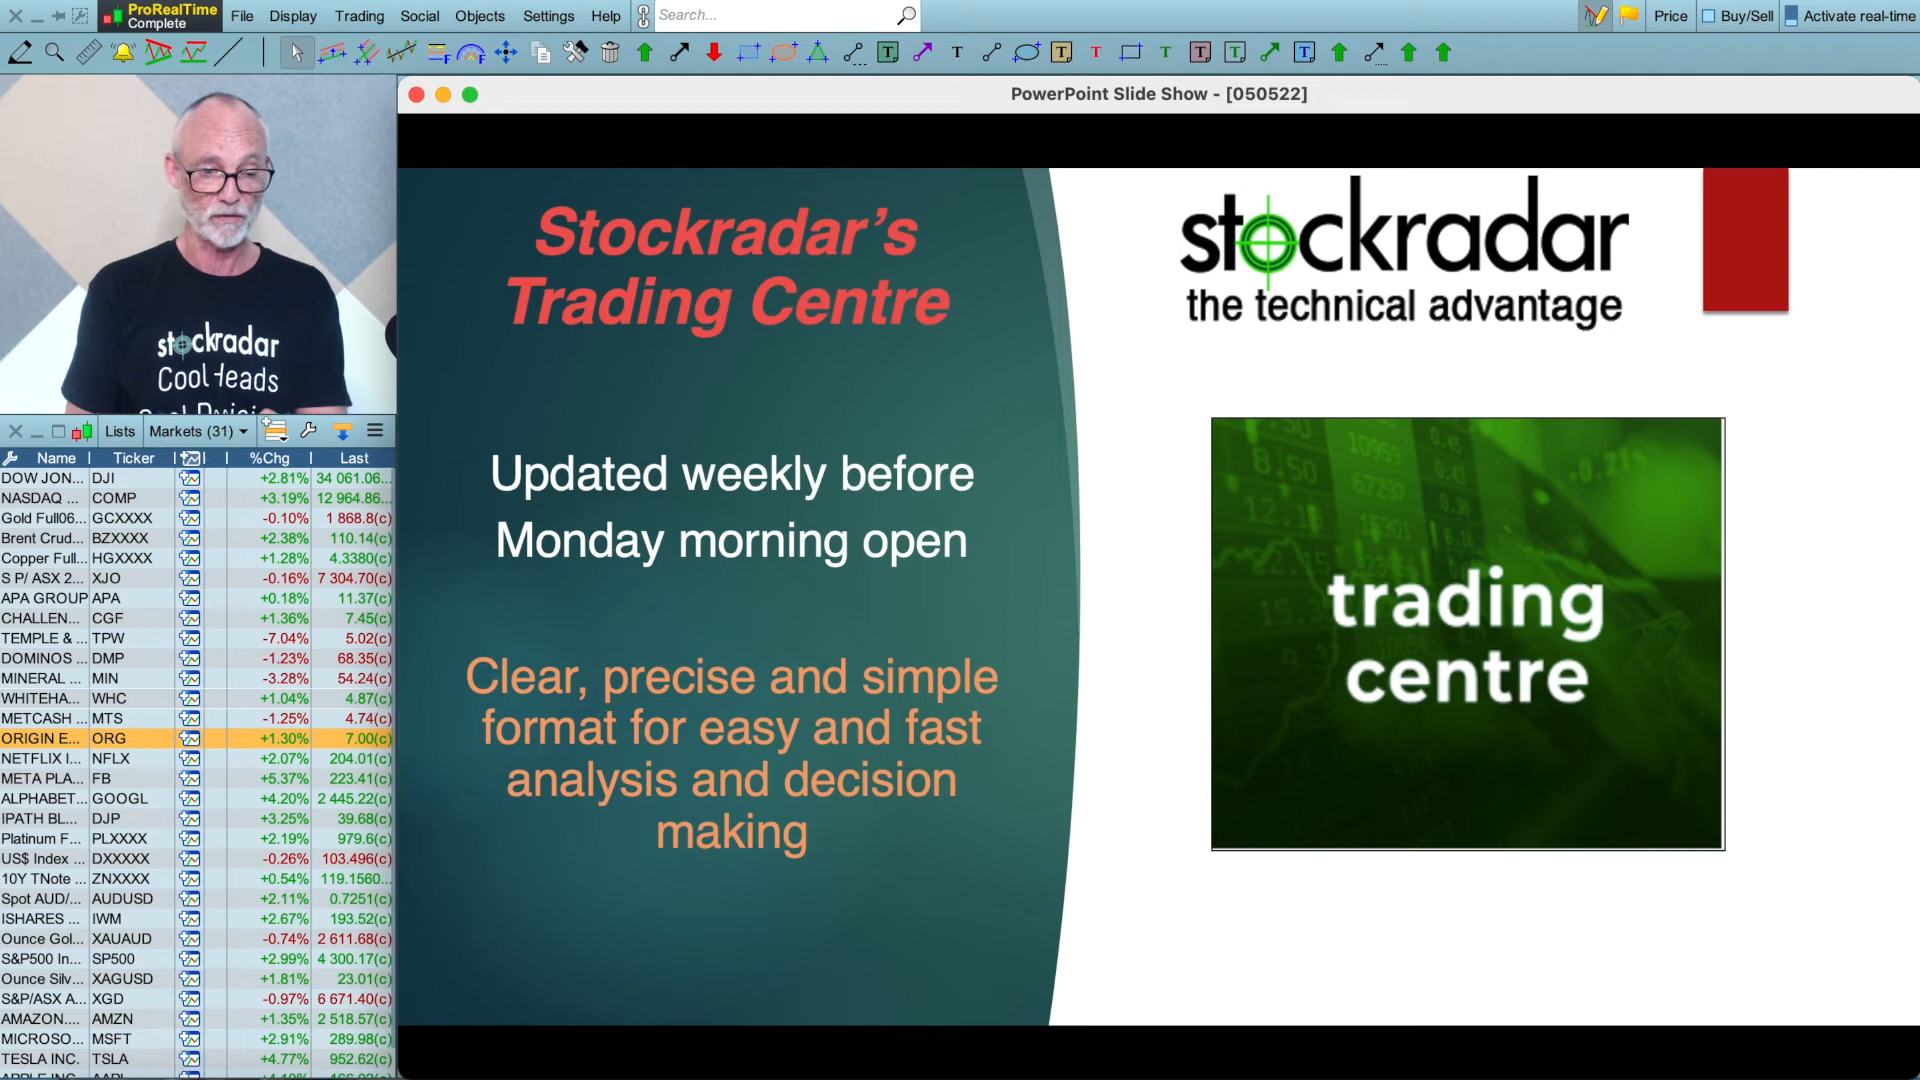 ProRealTime
Complete
File Display Trading Social Objects Settings Help
Search...
Price Buy/Sell Activate real-time
PowerPoint Slide Show - [050522]
Stockradar's
Trading Centre
Updated weekly before
Monday morning open
Clear, precise and simple
format for easy and fast
analysis and decision
making
stockradar
the technical advantage
trading
centre
stockradar
Cool Heads
Lists Markets (31)
Name Ticker %Chg Last
DOW JON... DJI +2.81% 34 061.06...
NASDAQ ... COMP +3.19% 12 964.86...
Gold Full06... GCXXXX -0.10% 1 868.8(c)
Brent Crud... BZXXXX +2.38% 110.14(c)
Copper Full... HGXXXX +1.28% 4.3380(c)
S P/ ASX 2... XJO -0.16% 7 304.70(c)
APA GROUP APA +0.18% 11.37(c)
CHALLEN... CGF +1.36% 7.45(c)
TEMPLE & ... TPW -7.04% 5.02(c)
DOMINOS ... DMP -1.23% 68.35(c)
MINERAL ... MIN -3.28% 54.24(c)
WHITEHA... WHC +1.04% 4.87(c)
METCASH ... MTS -1.25% 4.74(c)
ORIGIN E... ORG +1.30% 7.00(c)
NETFLIX I... NFLX +2.07% 204.01(c)
META PLA... FB +5.37% 223.41(c)
ALPHABET... GOOGL +4.20% 2 445.22(c)
IPATH BL... DJP +3.25% 39.68(c)
Platinum F... PLXXXX +2.19% 979.6(c)
US$ Index ... DXXXXX -0.26% 103.496(c)
10Y TNote ... ZNXXXX +0.54% 119.1560...
Spot AUD/... AUDUSD +2.11% 0.7251(c)
ISHARES ... IWM +2.67% 193.52(c)
Ounce Gol... XAUAUD -0.74% 2 611.68(c)
S&P500 In... SP500 +2.99% 4 300.17(c)
Ounce Silv... XAGUSD +1.81% 23.01(c)
S&P/ASX A... XGD -0.97% 6 671.40(c)
AMAZON.... AMZN +1.35% 2 518.57(c)
MICROSO... MSFT +2.91% 289.98(c)
TESLA INC. TSLA +4.77% 952.62(c)